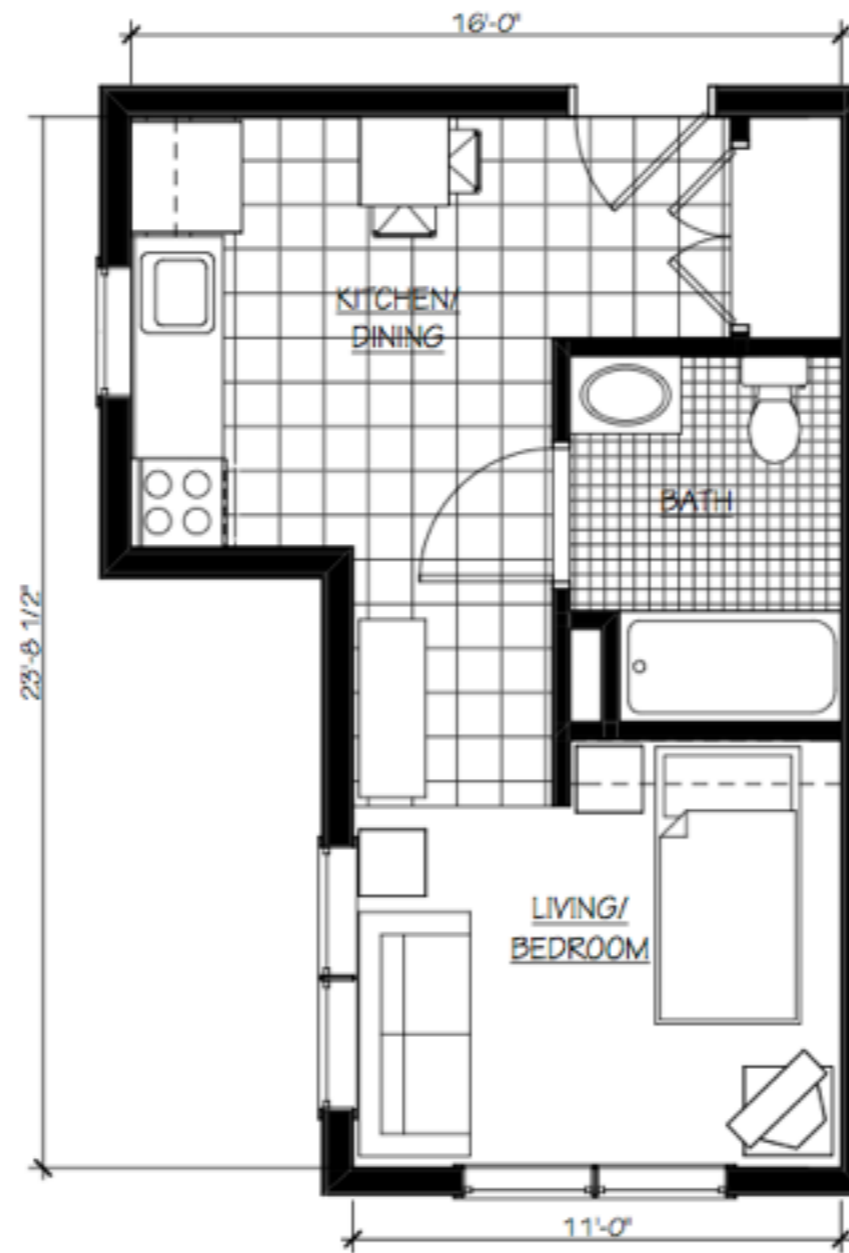 16'-0"
KITCHEN/
DINING
BATH
23'-8 1/2"
LIVING/
BEDROOM
11'-0"